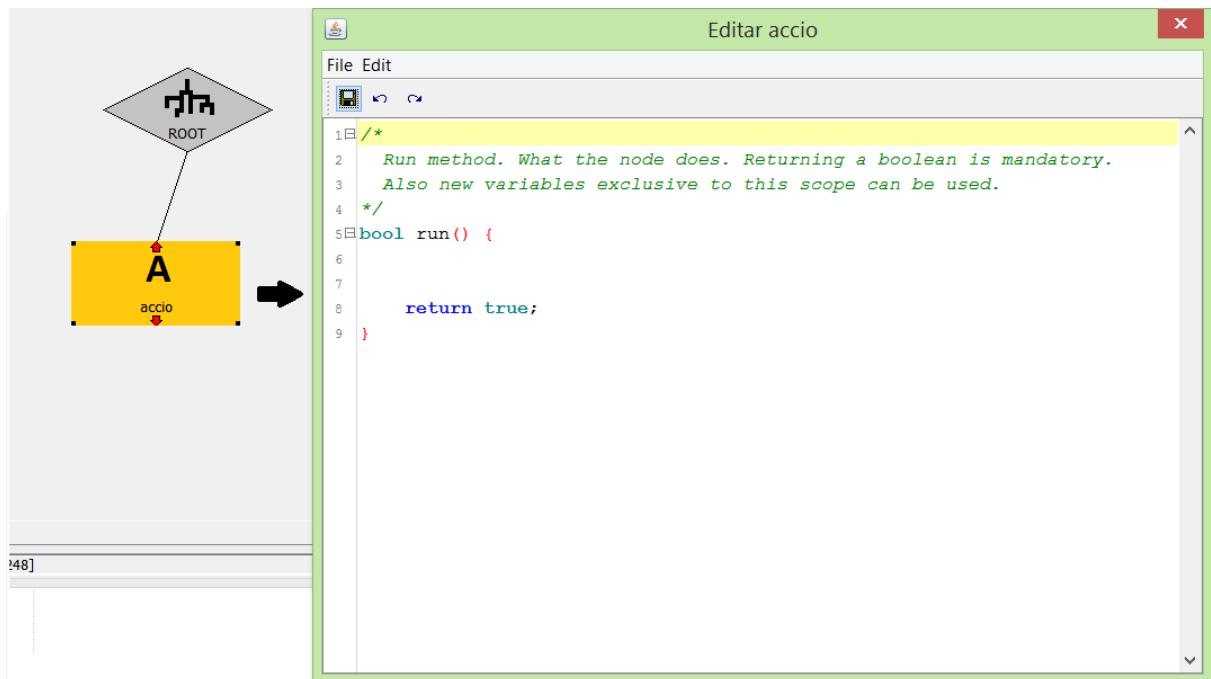 ROOT
A
accio
248]
Editar accio
File Edit
1 /*
2 Run method. What the node does. Returning a boolean is mandatory.
3 Also new variables exclusive to this scope can be used.
4 */
5 bool run() {
6
7
8 return true;
9 }